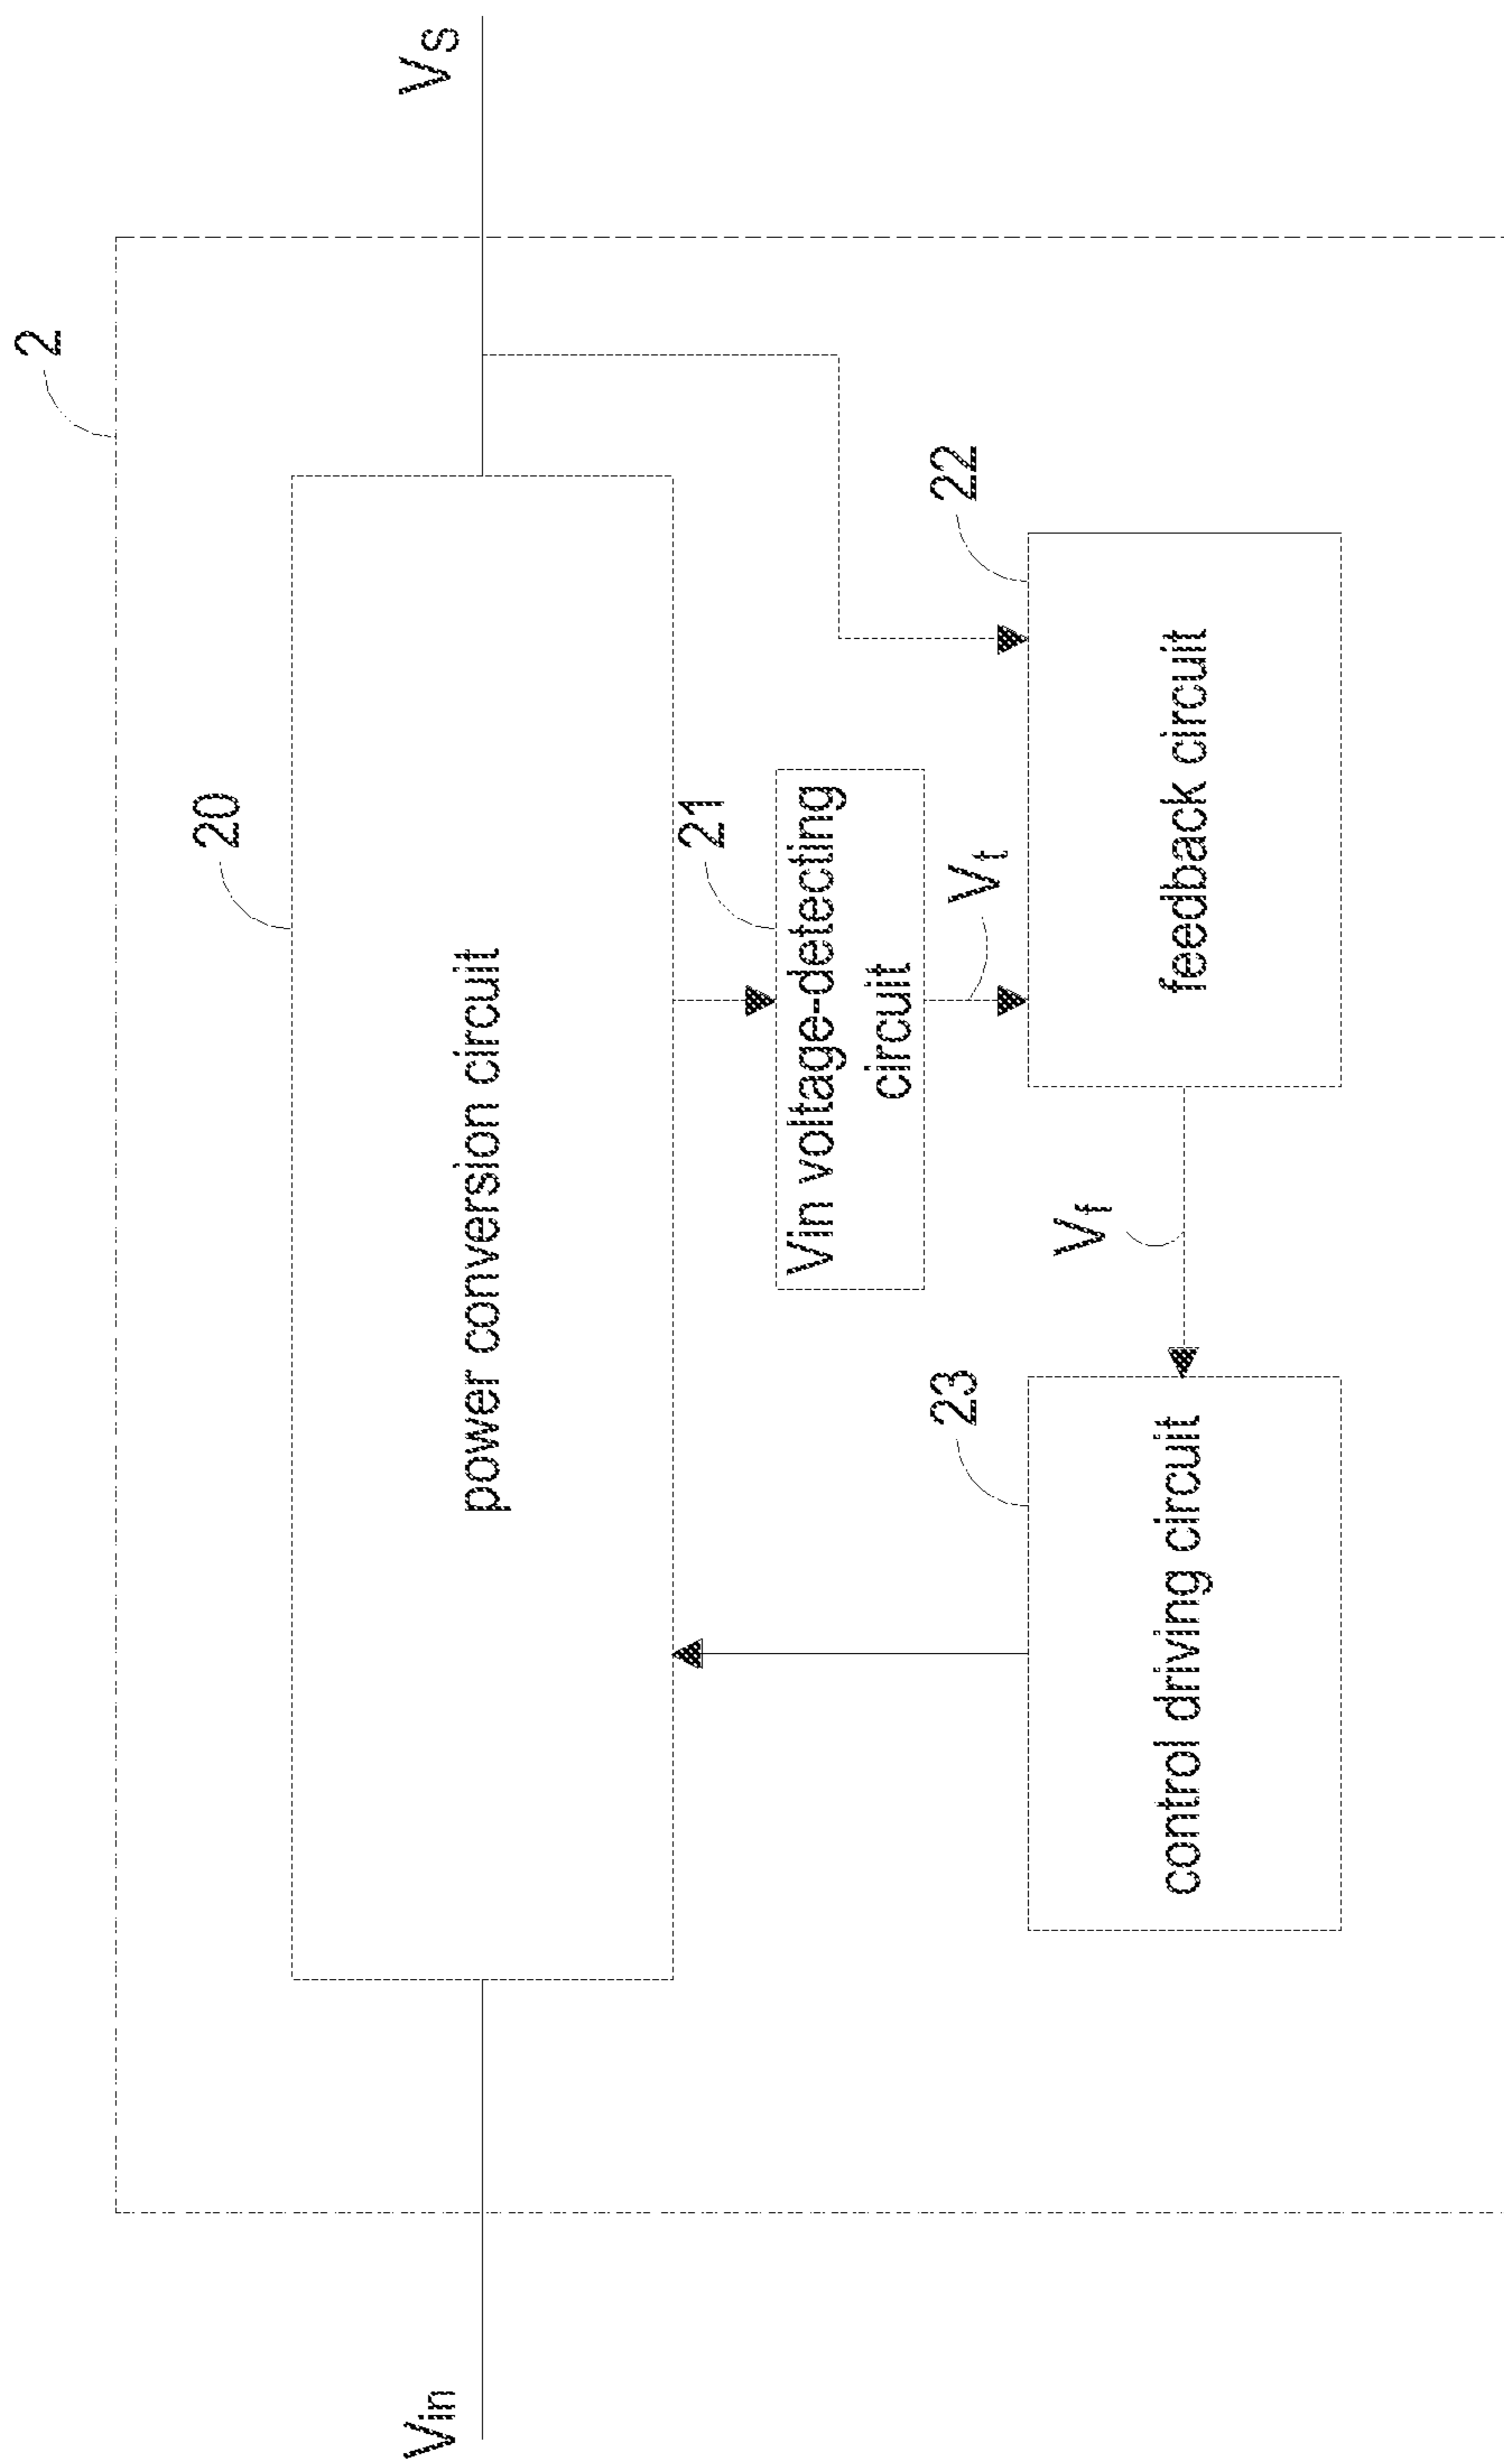 2
20
Vin
power conversion circuit
VS
21
Vin voltage-detecting
circuit
Vt
23
22
Vf
control driving circuit
feedback circuit